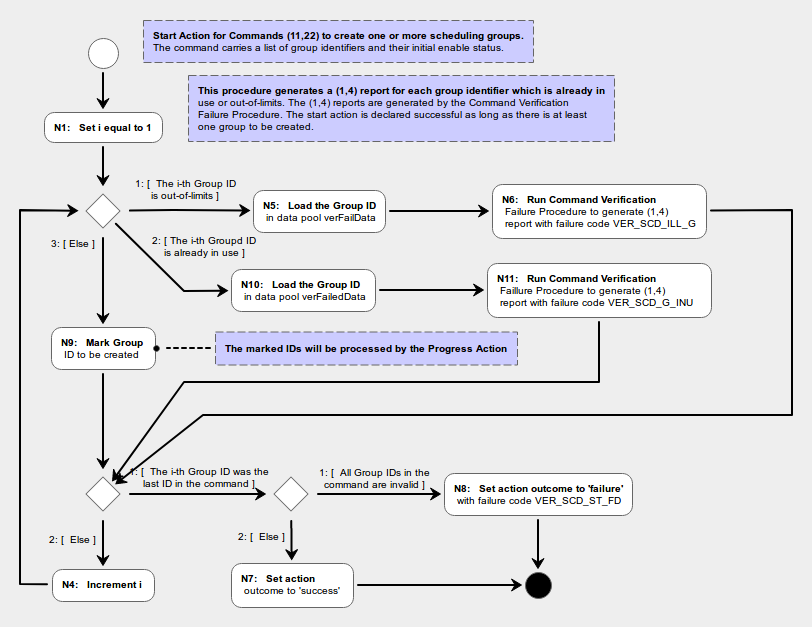 Start Action for Commands (11,22) to create one or more scheduling groups.
The command carries a list of group identifiers and their initial enable status.
This procedure generates a (1,4) report for each group identifier which is already in
use or out-of-limits. The (1,4) reports are generated by the Command Verification
Failure Procedure. The start action is declared successful as long as there is at least
one group to be created.
N1: Set i equal to 1
1: [ The i-th Group ID
is out-of-limits ]
N5: Load the Group ID
in data pool verFailData
N6: Run Command Verification
Failure Procedure to generate (1,4)
report with failure code VER_SCD_ILL_G
3: [ Else ]
2: [ The i-th Groupd ID
is already in use ]
N10: Load the Group ID
in data pool verFailedData
N11: Run Command Verification
Faillure Procedure to generate (1,4)
report with failure code VER_SCD_G_INU
N9: Mark Group
ID to be created
The marked IDs will be processed by the Progress Action
1: [ The i-th Group ID was the
last ID in the command ]
1: [ All Group IDs in the
command are invalid ]
N8: Set action outcome to 'failure'
with failure code VER_SCD_ST_FD
2: [ Else ]
2: [ Else ]
N4: Increment i
N7: Set action
outcome to 'success'